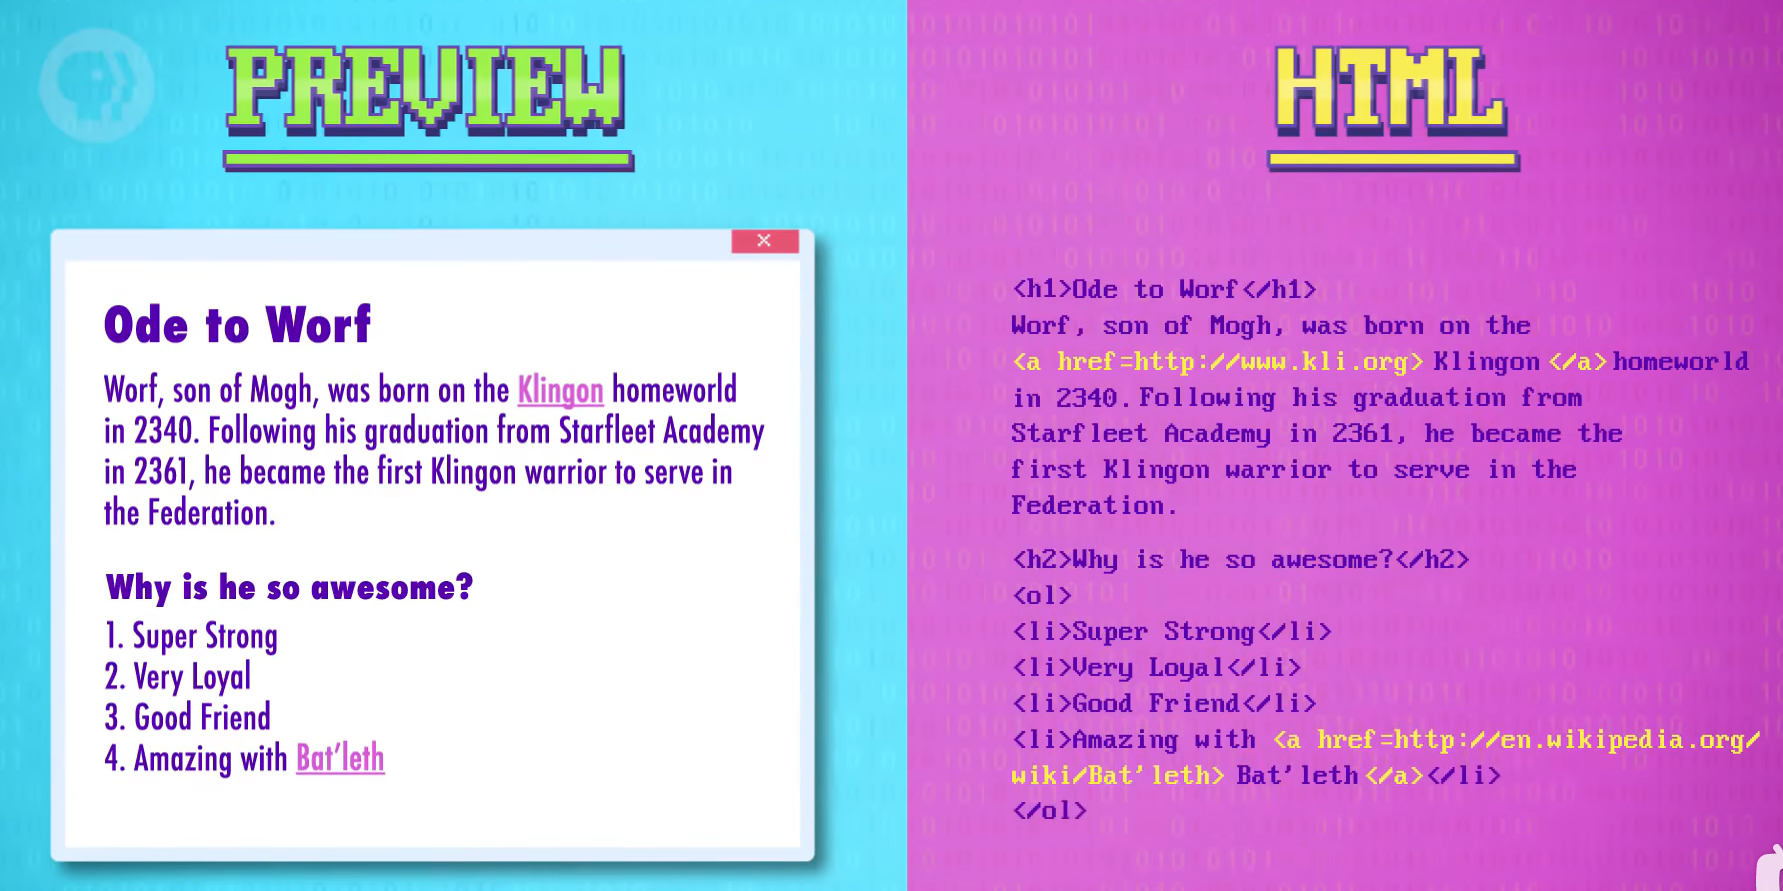 PREVIEW
Ode to Worf
Worf, son of Mogh, was born on the Klingon homeworld
in 2340. Following his graduation from Starfleet Academy
in 2361, he became the first Klingon warrior to serve in
the Federation.
Why is he so awesome?
1. Super Strong
2. Very Loyal
3. Good Friend
4. Amazing with Bat’leth
HTML
<h1>Ode to Worf</h1>
Worf, son of Mogh, was born on the
<a href=http://www.kli.org> Klingon </a> homeworld
in 2340. Following his graduation from
Starfleet Academy in 2361, he became the
first Klingon warrior to serve in the
Federation.
<h2>Why is he so awesome?</h2>
<ol>
<li>Super Strong</li>
<li>Very Loyal</li>
<li>Good Friend</li>
<li>Amazing with <a href=http://en.wikipedia.org/
wiki/Bat’leth> Bat’leth </a></li>
</ol>